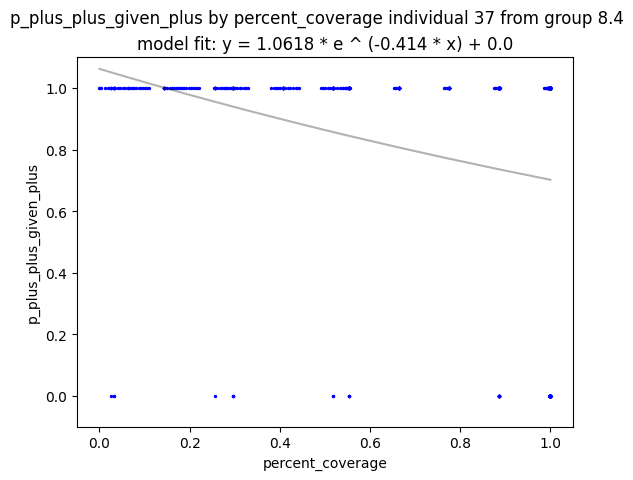 p_plus_plus_given_plus by percent_coverage individual 37 from group 8.4
model fit: y = 1.0618 * e ^ (-0.414 * x) + 0.0
1.0
0.8
0.6
0.4
0.2
0.0
p_plus_plus_given_plus
0.0 0.2 0.4 0.6 0.8 1.0
percent_coverage